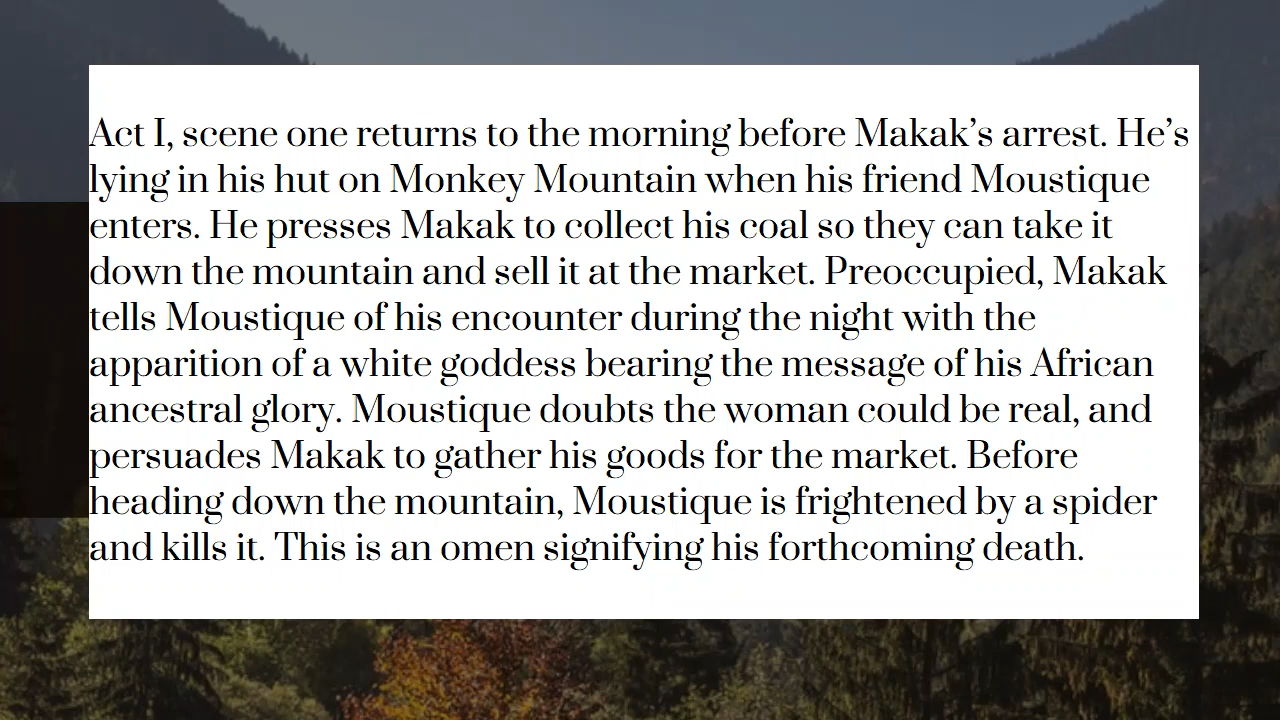 Act I, scene one returns to the morning before Makak’s arrest. He’s
lying in his hut on Monkey Mountain when his friend Moustique
enters. He presses Makak to collect his coal so they can take it
down the mountain and sell it at the market. Preoccupied, Makak
tells Moustique of his encounter during the night with the
apparition of a white goddess bearing the message of his African
ancestral glory. Moustique doubts the woman could be real, and
persuades Makak to gather his goods for the market. Before
heading down the mountain, Moustique is frightened by a spider
and kills it. This is an omen signifying his forthcoming death.